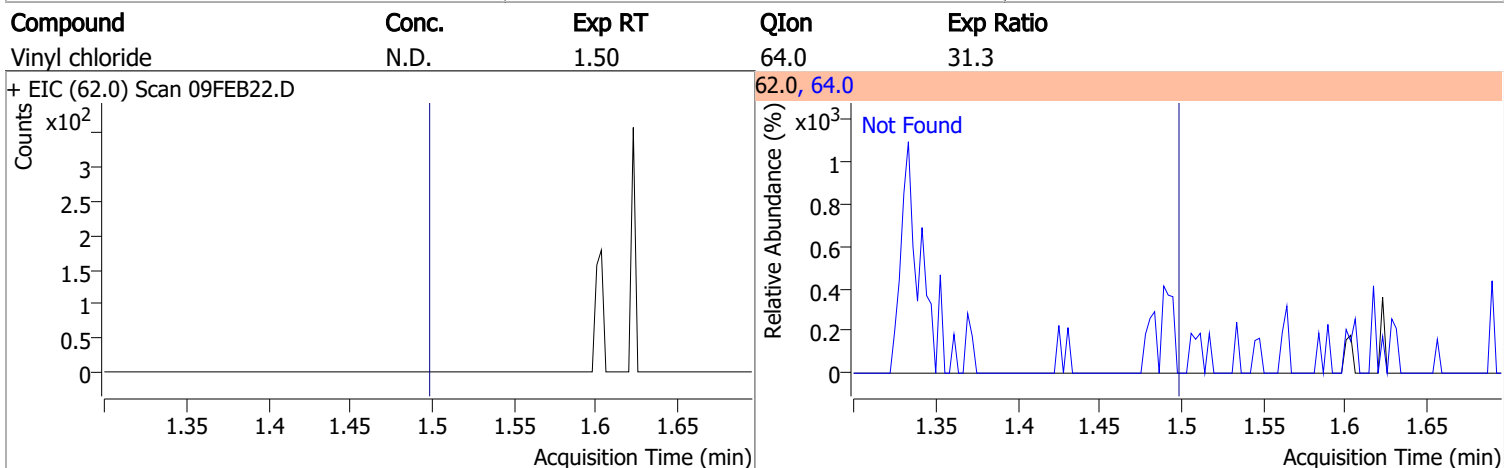 Compound Conc. Exp RT QIon Exp Ratio
Vinyl chloride N.D. 1.50 64.0 31.3
+ EIC (62.0) Scan 09FEB22.D
Counts
x10²
3
2.5
2
1.5
1
0.5
0
1.35 1.4 1.45 1.5 1.55 1.6 1.65
Acquisition Time (min)
62.0, 64.0
Relative Abundance (%)
x10³
Not Found
1
0.8
0.6
0.4
0.2
0
1.35 1.4 1.45 1.5 1.55 1.6 1.65
Acquisition Time (min)